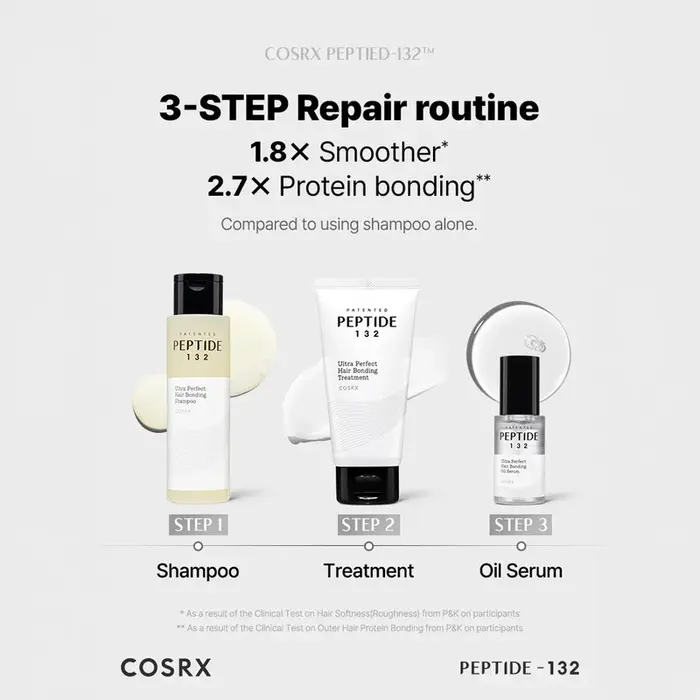 COSRX PEPTIED-132™
3-STEP Repair routine
1.8× Smoother*
2.7× Protein bonding**
Compared to using shampoo alone.
PATENTED
PEPTIDE
132
Ultra Perfect
Hair Bonding
Shampoo
COSRX
PATENTED
PEPTIDE
132
Ultra Perfect
Hair Bonding
Treatment
COSRX
PATENTED
PEPTIDE
132
Ultra Perfect
Hair Bonding
Oil Serum
COSRX
STEP 1
STEP 2
STEP 3
Shampoo
Treatment
Oil Serum
* As a result of the Clinical Test on Hair Softness(Roughness) from P&K on participants
** As a result of the Clinical Test on Outer Hair Protein Bonding from P&K on participants
COSRX
PEPTIDE -132